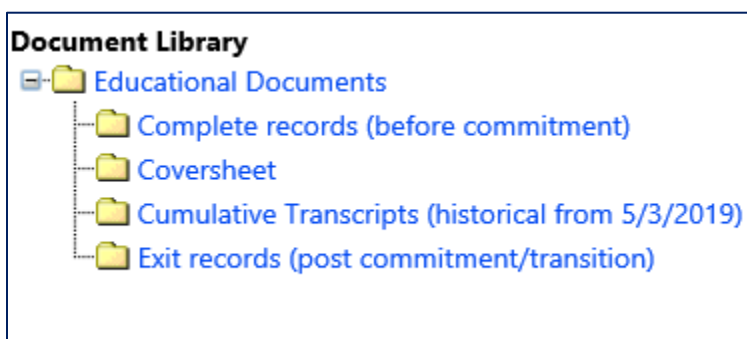 Document Library
Educational Documents
Complete records (before commitment)
Coversheet
Cumulative Transcripts (historical from 5/3/2019)
Exit records (post commitment/transition)